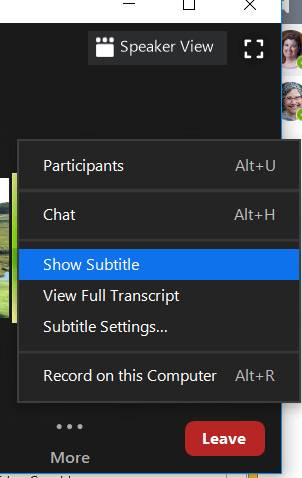 Speaker View
Participants Alt+U
Chat Alt+H
Show Subtitle
View Full Transcript
Subtitle Settings...
Record on this Computer Alt+R
More
Leave